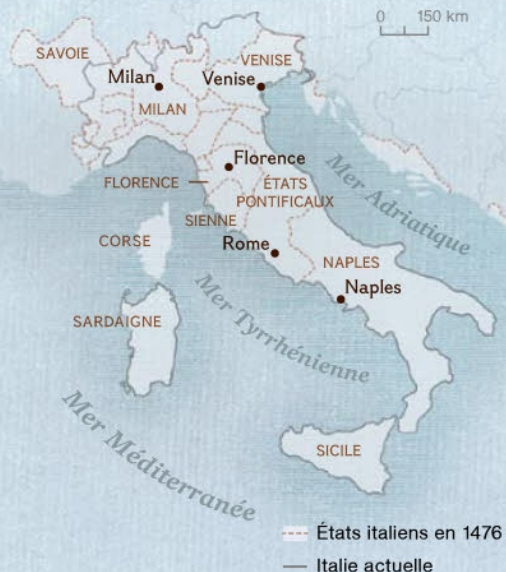 0 150 km
SAVOIE
VENISE
Milan
Venise
MILAN
Florence
FLORENCE
ÉTATS
PONTIFICAUX
Mer Adriatique
SIENNE
CORSE
Rome
NAPLES
Naples
Mer Tyrrhénienne
SARDAIGNE
Mer Méditerranée
SICILE
États italiens en 1476
Italie actuelle